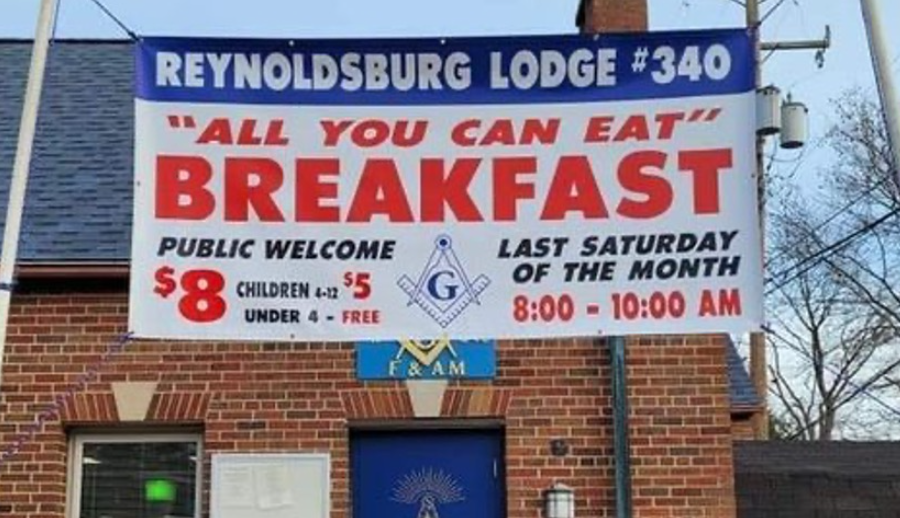 REYNOLDSBURG LODGE #340
"ALL YOU CAN EAT"
BREAKFAST
PUBLIC WELCOME
$8 CHILDREN 4-12 $5
UNDER 4 - FREE
G
LAST SATURDAY
OF THE MONTH
8:00 - 10:00 AM
F & AM